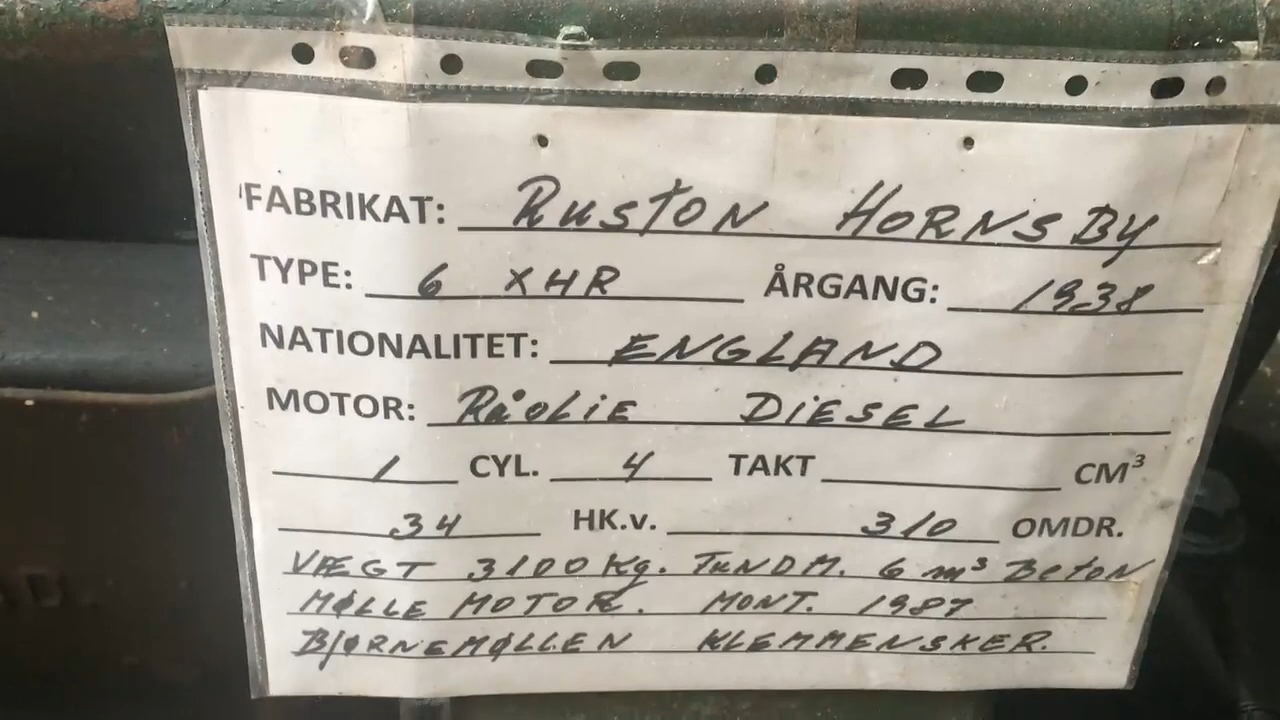 FABRIKAT: RUSTON HORNSBY
TYPE: 6 XHR ÅRGANG: 1938
NATIONALITET: ENGLAND
MOTOR: RÅOLiE DiESEL
1 CYL. 4 TAKT CM³
34 HK.v. 310 OMDR.
VÆGT 3100 Kg. FUNDM. 6 m³ BETON
MØLLE MOTOR. MONT. 1987
BJØRNEMØLLEN KLEMMENSKER.